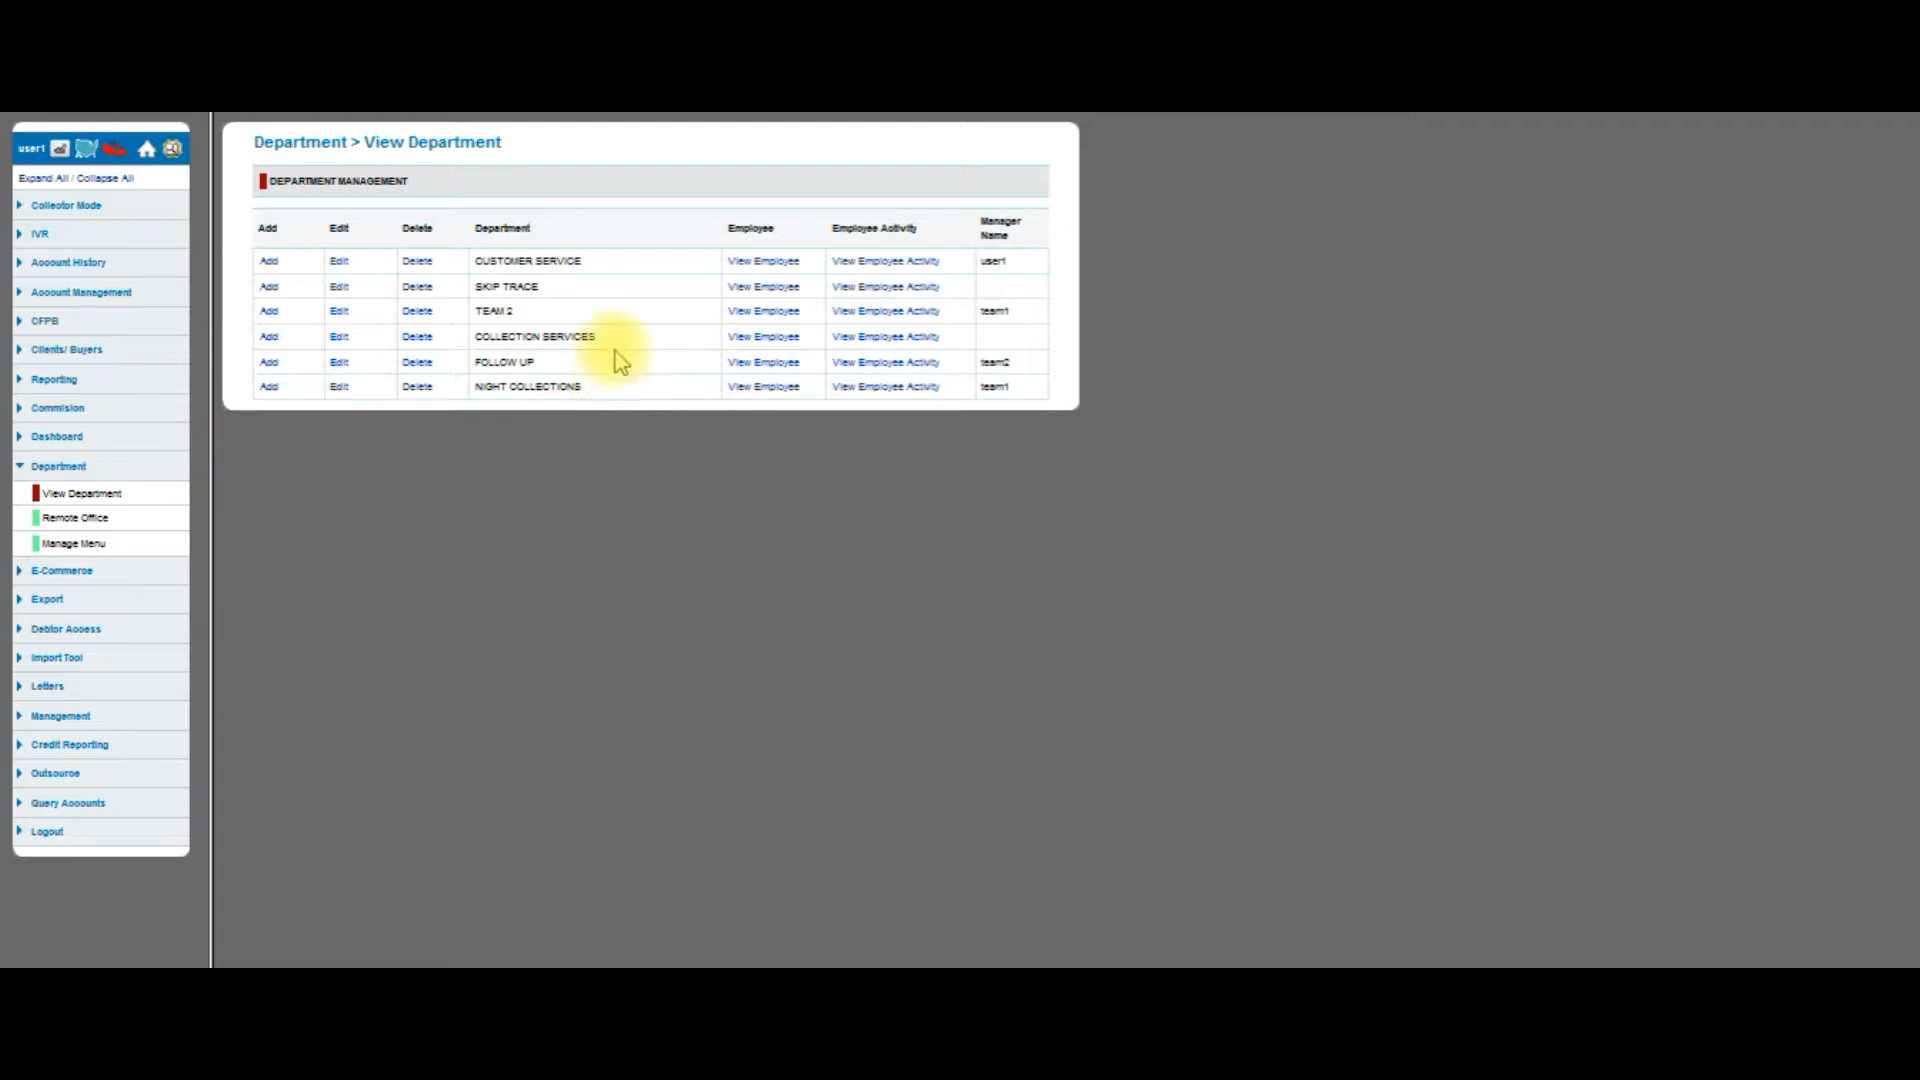 user1
Expand All / Collapse All
Collector Mode
IVR
Account History
Account Management
CFPB
Clients/ Buyers
Reporting
Commision
Dashboard
Department
View Department
Remote Office
Manage Menu
E-Commerce
Export
Debtor Access
Import Tool
Letters
Management
Credit Reporting
Outsource
Query Accounts
Logout
Department > View Department
DEPARTMENT MANAGEMENT
Add Edit Delete Department Employee Employee Activity Manager Name
Add Edit Delete CUSTOMER SERVICE View Employee View Employee Activity user1
Add Edit Delete SKIP TRACE View Employee View Employee Activity
Add Edit Delete TEAM 2 View Employee View Employee Activity team1
Add Edit Delete COLLECTION SERVICES View Employee View Employee Activity
Add Edit Delete FOLLOW UP View Employee View Employee Activity team2
Add Edit Delete NIGHT COLLECTIONS View Employee View Employee Activity team1